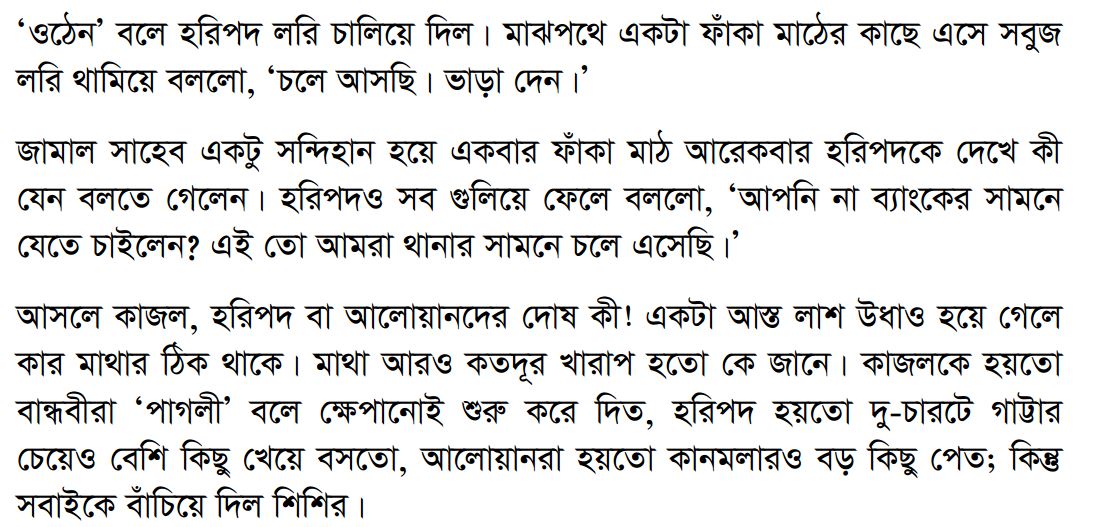 ‘ওঠেন’ বলে হরিপদ লরি চালিয়ে দিল। মাঝপথে একটা ফাঁকা মাঠের কাছে এসে সবুজ
লরি থামিয়ে বললো, ‘চলে আসছি। ভাড়া দেন।’
জামাল সাহেব একটু সন্দিহান হয়ে একবার ফাঁকা মাঠ আরেকবার হরিপদকে দেখে কী
যেন বলতে গেলেন। হরিপদও সব গুলিয়ে ফেলে বললো, ‘আপনি না ব্যাংকের সামনে
যেতে চাইলেন? এই তো আমরা থানার সামনে চলে এসেছি।’
আসলে কাজল, হরিপদ বা আলোয়ানদের দোষ কী! একটা আস্ত লাশ উধাও হয়ে গেলে
কার মাথার ঠিক থাকে। মাথা আরও কতদূর খারাপ হতো কে জানে। কাজলকে হয়তো
বান্ধবীরা ‘পাগলী’ বলে ক্ষেপানোই শুরু করে দিত, হরিপদ হয়তো দু-চারটে গাট্টার
চেয়েও বেশি কিছু খেয়ে বসতো, আলোয়ানরা হয়তো কানমলারও বড় কিছু পেত; কিন্তু
সবাইকে বাঁচিয়ে দিল শিশির।